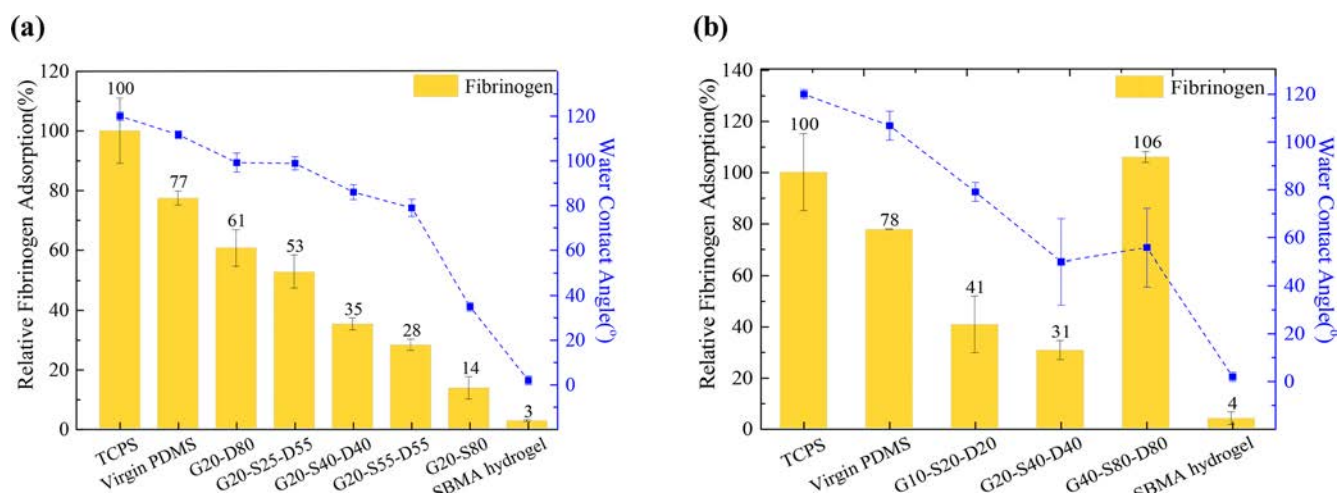 (a)
Relative Fibrinogen Adsorption(%)
120
100
80
60
40
20
0
Fibrinogen
100
77
61
53
35
28
14
3
120
100
80
60
40
20
0
Water Contact Angle(⁰)
TCPS
Virgin PDMS
G20-D80
G20-S25-D55
G20-S40-D40
G20-S55-D55
G20-S80
SBMA hydrogel
(b)
Relative Fibrinogen Adsorption(%)
140
120
100
80
60
40
20
0
Fibrinogen
100
78
41
31
106
4
120
100
80
60
40
20
0
Water Contact Angle(⁰)
TCPS
Virgin PDMS
G10-S20-D20
G20-S40-D40
G40-S80-D80
SBMA hydrogel